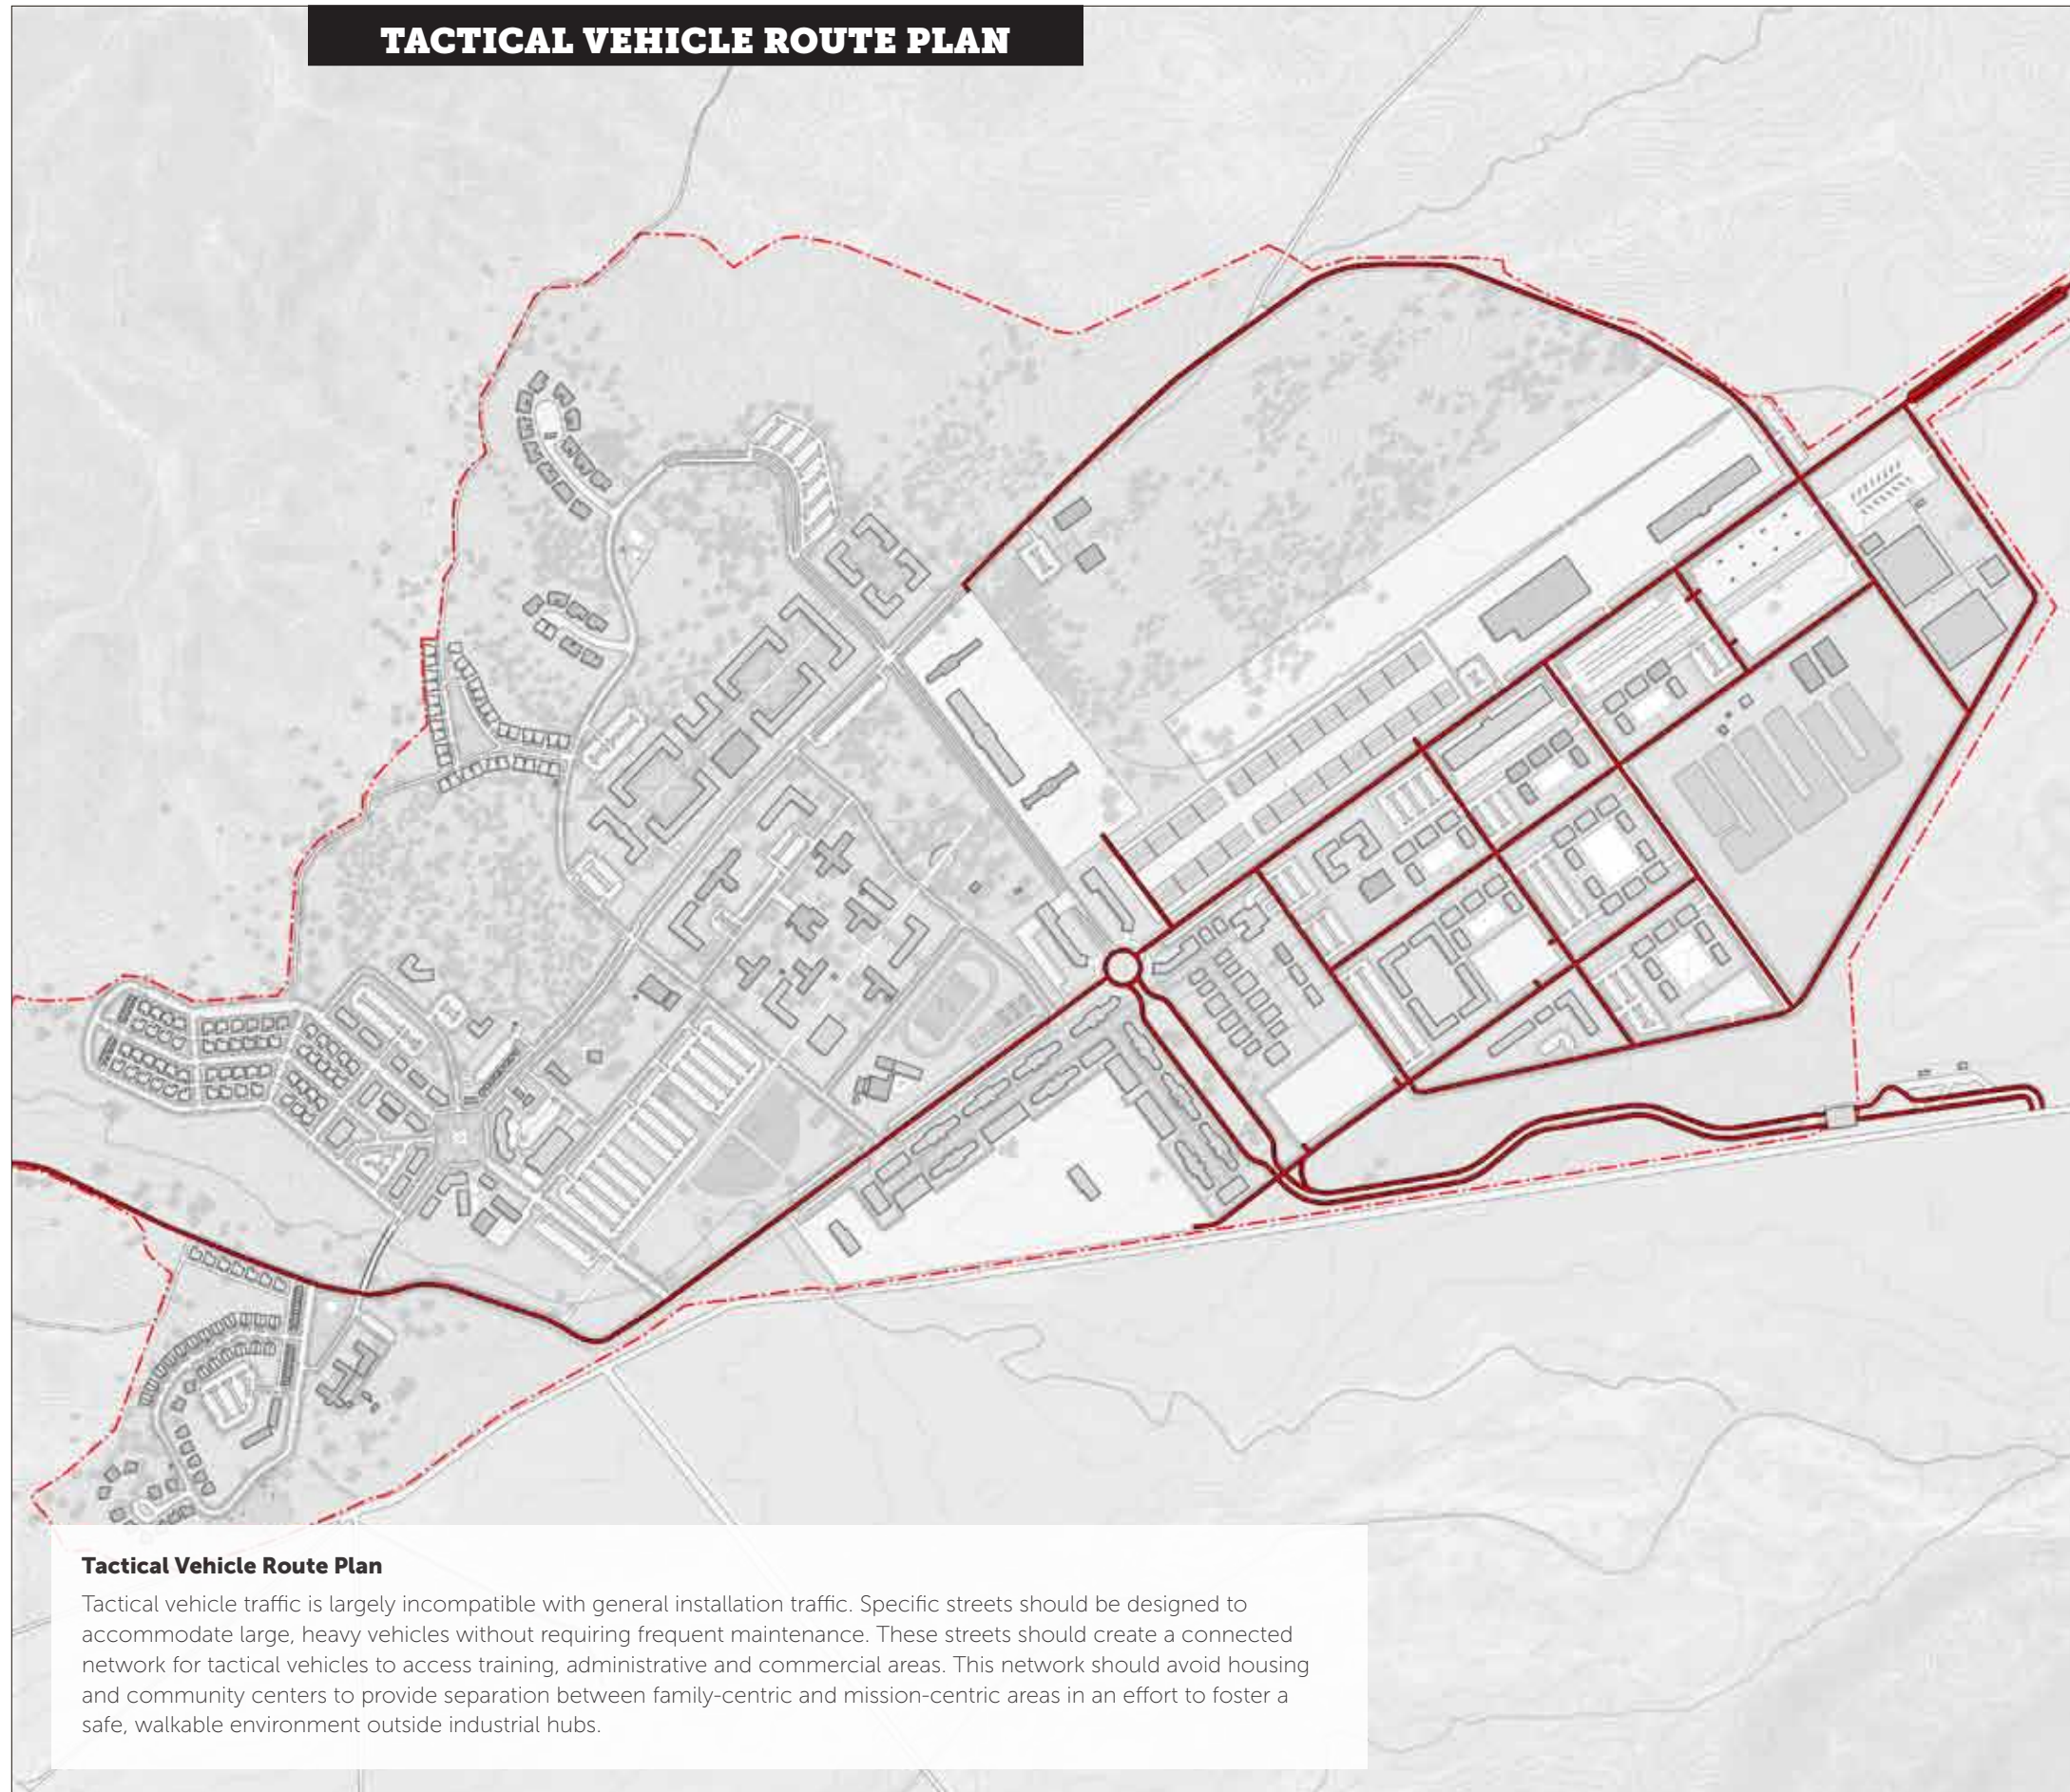 TACTICAL VEHICLE ROUTE PLAN
Tactical Vehicle Route Plan
Tactical vehicle traffic is largely incompatible with general installation traffic. Specific streets should be designed to
accommodate large, heavy vehicles without requiring frequent maintenance. These streets should create a connected
network for tactical vehicles to access training, administrative and commercial areas. This network should avoid housing
and community centers to provide separation between family-centric and mission-centric areas in an effort to foster a
safe, walkable environment outside industrial hubs.